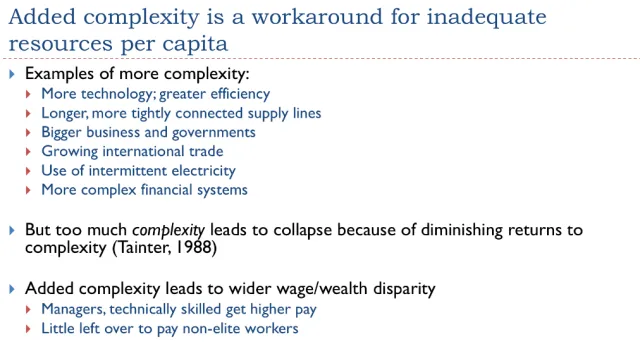 Added complexity is a workaround for inadequate
resources per capita
Examples of more complexity:
More technology; greater efficiency
Longer, more tightly connected supply lines
Bigger business and governments
Growing international trade
Use of intermittent electricity
More complex financial systems
But too much complexity leads to collapse because of diminishing returns to
complexity (Tainter, 1988)
Added complexity leads to wider wage/wealth disparity
Managers, technically skilled get higher pay
Little left over to pay non-elite workers